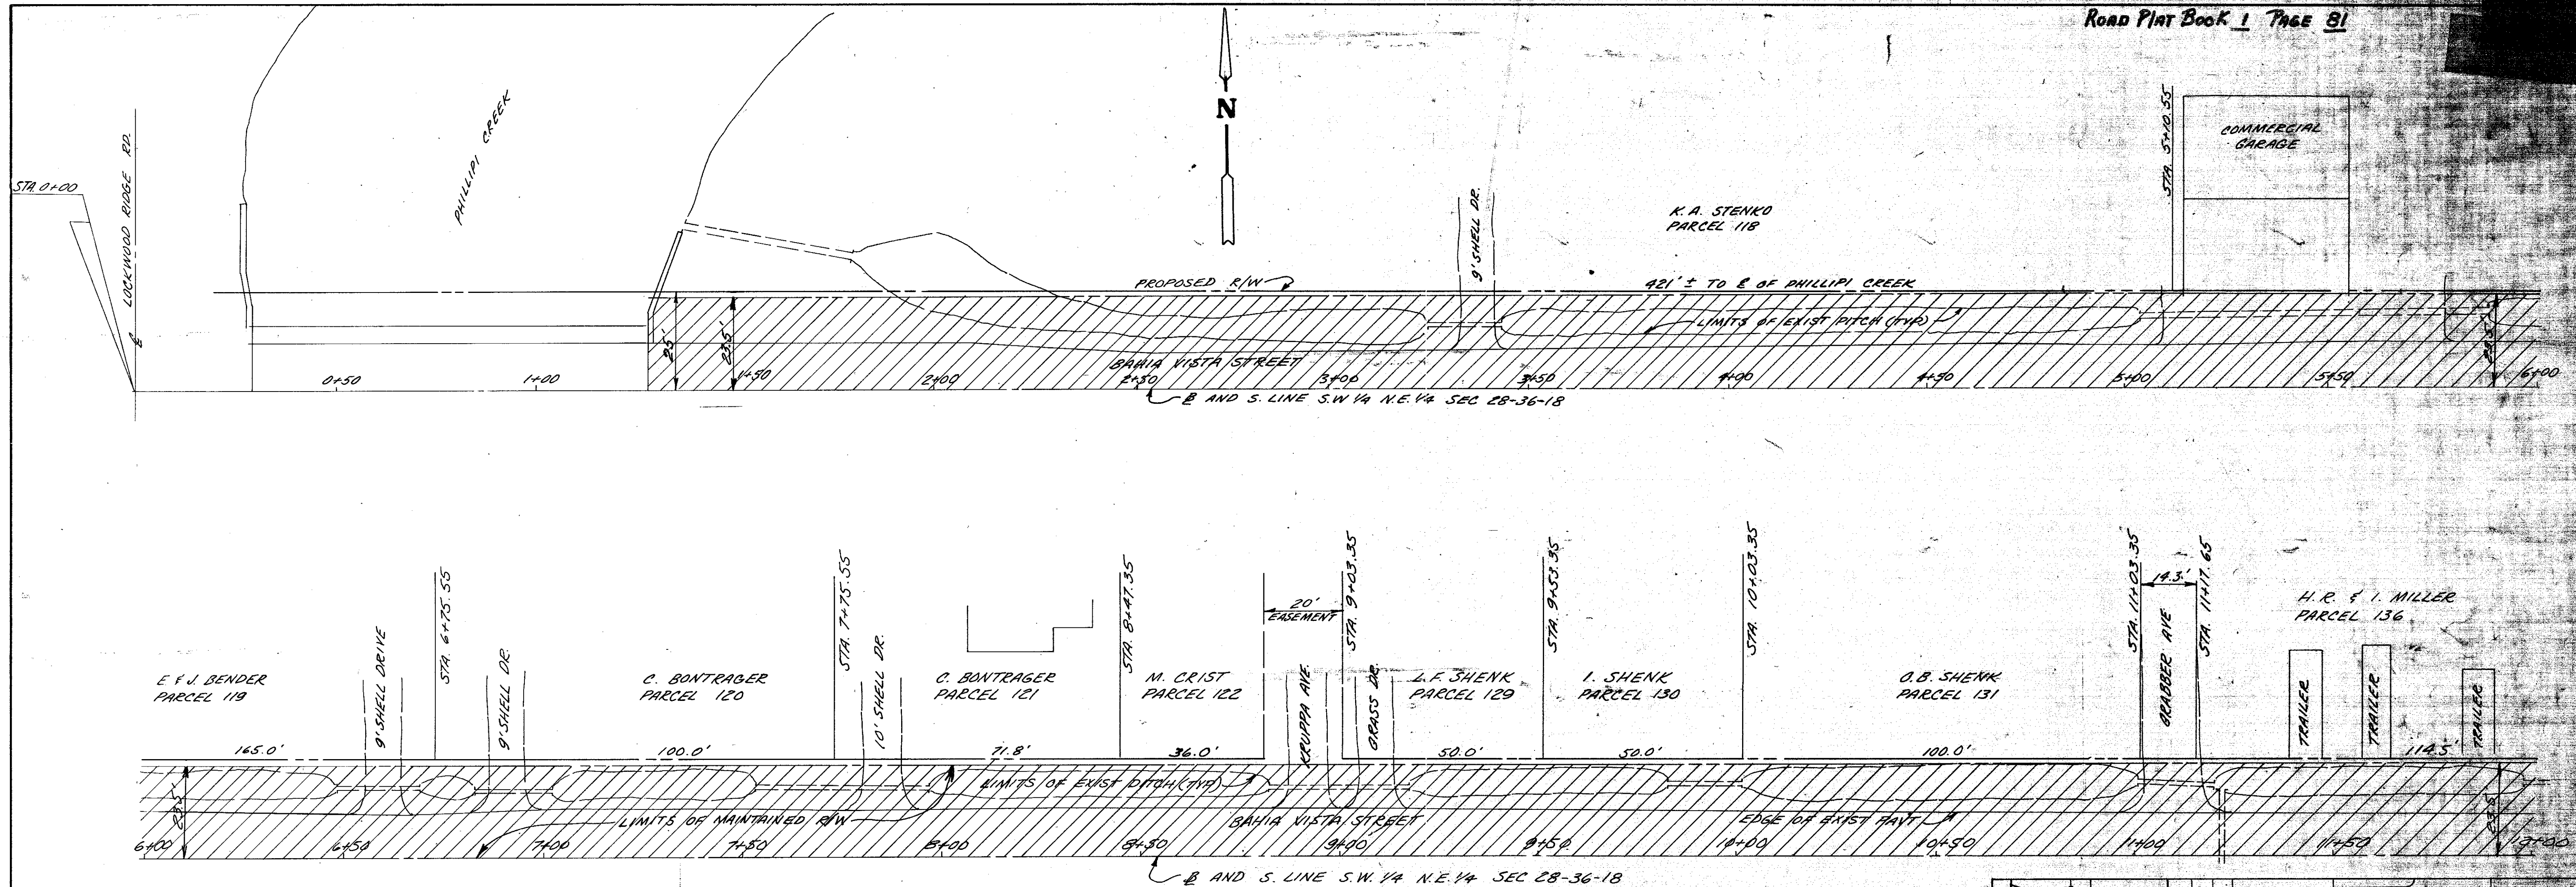 ROAD PLAT BOOK 1 PAGE 81
STA. 0+00
℄ LOCKWOOD RIDGE RD.
PHILLIPI CREEK
N
9' SHELL DR.
K. A. STENKO
PARCEL 118
STA. 5+10.55
COMMERCIAL
GARAGE
PROPOSED R/W
421' ± TO ℄ OF PHILLIPI CREEK
LIMITS OF EXIST PITCH (TYP)
25'
23.5'
23.5'
BAHIA VISTA STREET
0+50
1+00
1+50
2+00
2+50
3+00
3+50
4+00
4+50
5+00
5+50
6+00
B AND S. LINE S.W 1/4 N.E. 1/4 SEC 28-36-18
E & J. BENDER
PARCEL 119
165.0'
9' SHELL DRIVE
STA. 6+75.55
9' SHELL DR.
C. BONTRAGER
PARCEL 120
100.0'
STA. 7+75.55
10' SHELL DR.
C. BONTRAGER
PARCEL 121
71.8'
STA. 8+47.35
M. CRIST
PARCEL 122
36.0'
20'
EASEMENT
KRUPPA AVE.
STA. 9+03.35
GRASS DR.
L.F. SHENK
PARCEL 129
50.0'
STA. 9+53.35
I. SHENK
PARCEL 130
50.0'
STA. 10+03.35
O.B. SHENK
PARCEL 131
100.0'
STA. 11+03.35
14.3'
GRABBER AVE
STA. 11+17.65
H.R. & I. MILLER
PARCEL 136
TRAILER
TRAILER
TRAILER
114.5'
23.5'
LIMITS OF MAINTAINED R/W
LIMITS OF EXIST DITCH (TYP)
BAHIA VISTA STREET
EDGE OF EXIST PAVT
23.5'
6+00
6+50
7+00
7+50
8+00
8+50
9+00
9+50
10+00
10+50
11+00
11+50
12+00
B AND S. LINE S.W. 1/4 N.E. 1/4 SEC 28-36-18